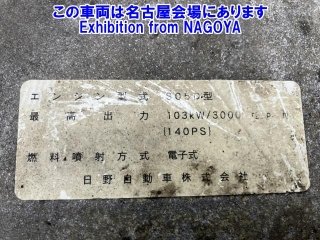 この車両は名古屋会場にあります
Exhibition from NAGOYA
エンジン型式 S05D型
最高出力 103kW/3000
(140PS)
燃料噴射方式 電子式
日野自動車株式会社